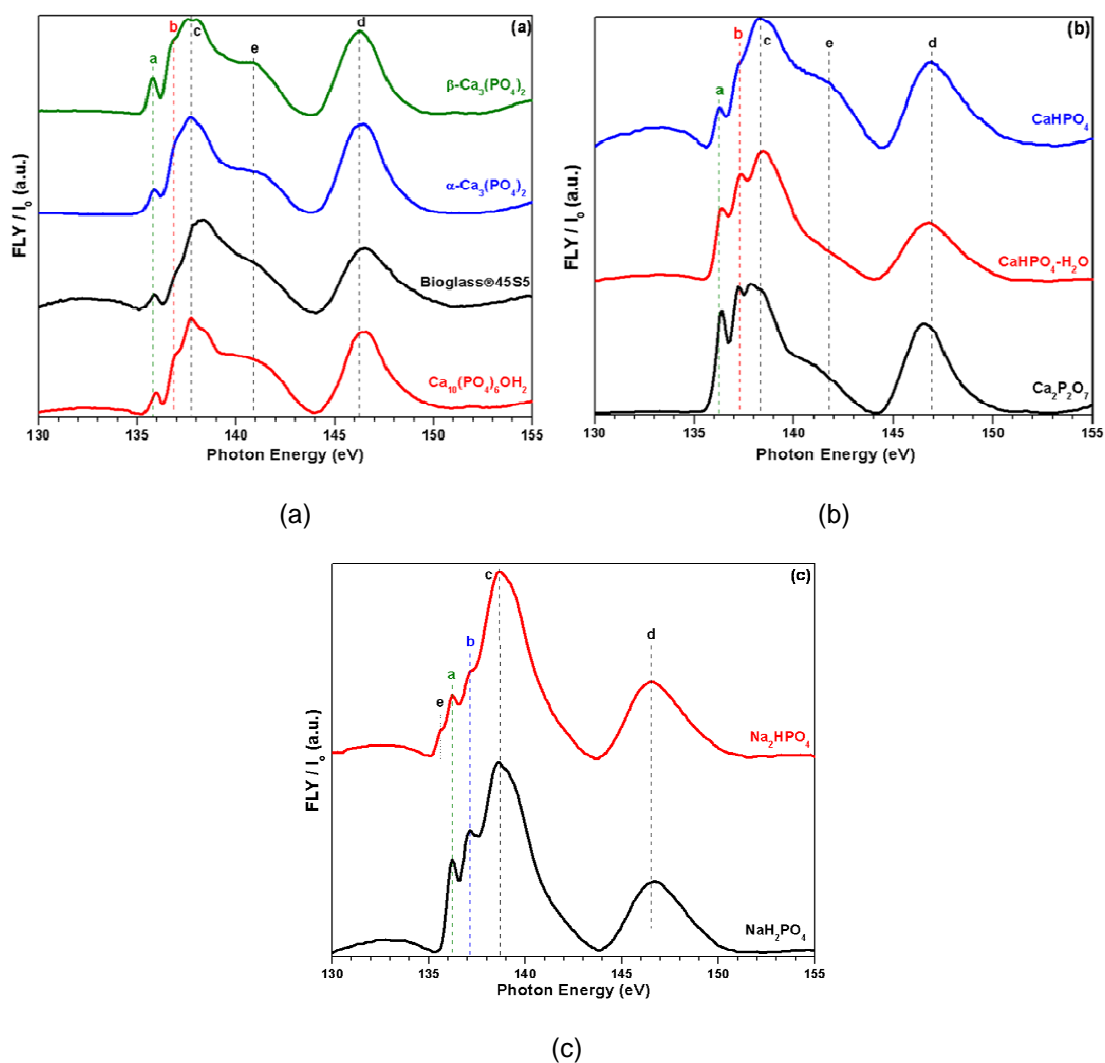 (a)
a
b
c
e
d
β-Ca₃(PO₄)₂
α-Ca₃(PO₄)₂
Bioglass®45S5
Ca₁₀(PO₄)₆OH₂
FLY / I₀ (a.u.)
130 135 140 145 150 155
Photon Energy (eV)
(a)
(b)
a
b
c
e
d
CaHPO₄
CaHPO₄-H₂O
Ca₂P₂O₇
FLY / I₀ (a.u.)
130 135 140 145 150 155
Photon Energy (eV)
(b)
(c)
e
a
b
c
d
Na₂HPO₄
NaH₂PO₄
FLY / I₀ (a.u.)
130 135 140 145 150 155
Photon Energy (eV)
(c)